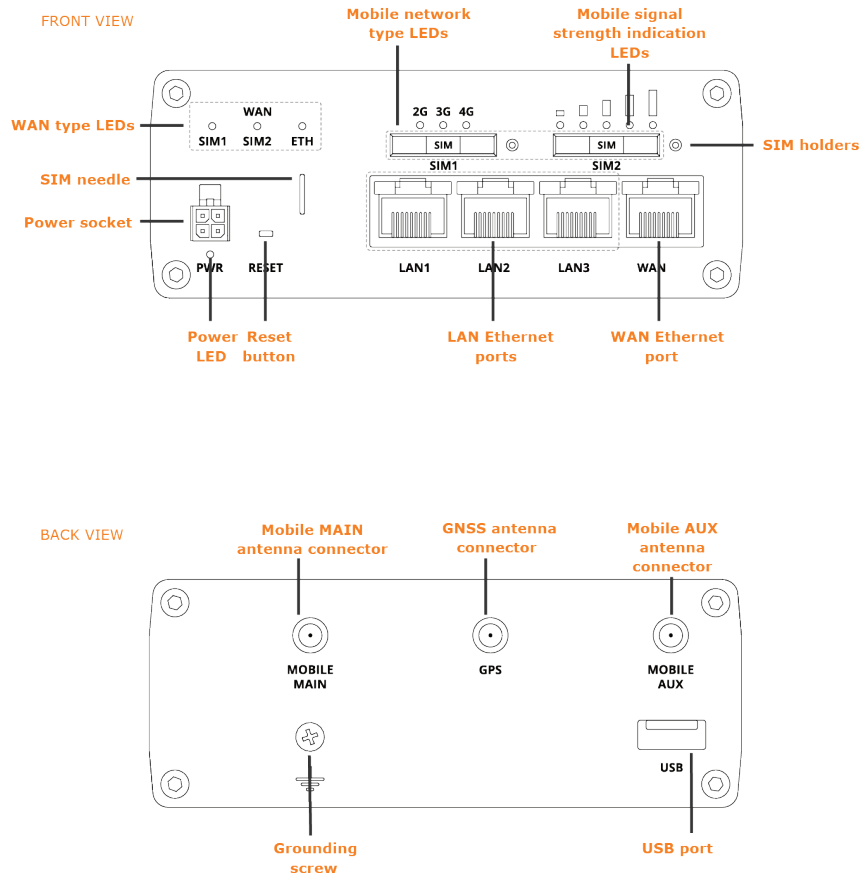 FRONT VIEW
Mobile network
type LEDs
Mobile signal
strength indication
LEDs
WAN type LEDs
WAN
SIM1 SIM2 ETH
2G 3G 4G
SIM
SIM
SIM1
SIM2
SIM holders
SIM needle
Power socket
PWR
RESET
LAN1
LAN2
LAN3
WAN
Power
LED
Reset
button
LAN Ethernet
ports
WAN Ethernet
port
BACK VIEW
Mobile MAIN
antenna connector
GNSS antenna
connector
Mobile AUX
antenna
connector
MOBILE
MAIN
GPS
MOBILE
AUX
USB
Grounding
screw
USB port